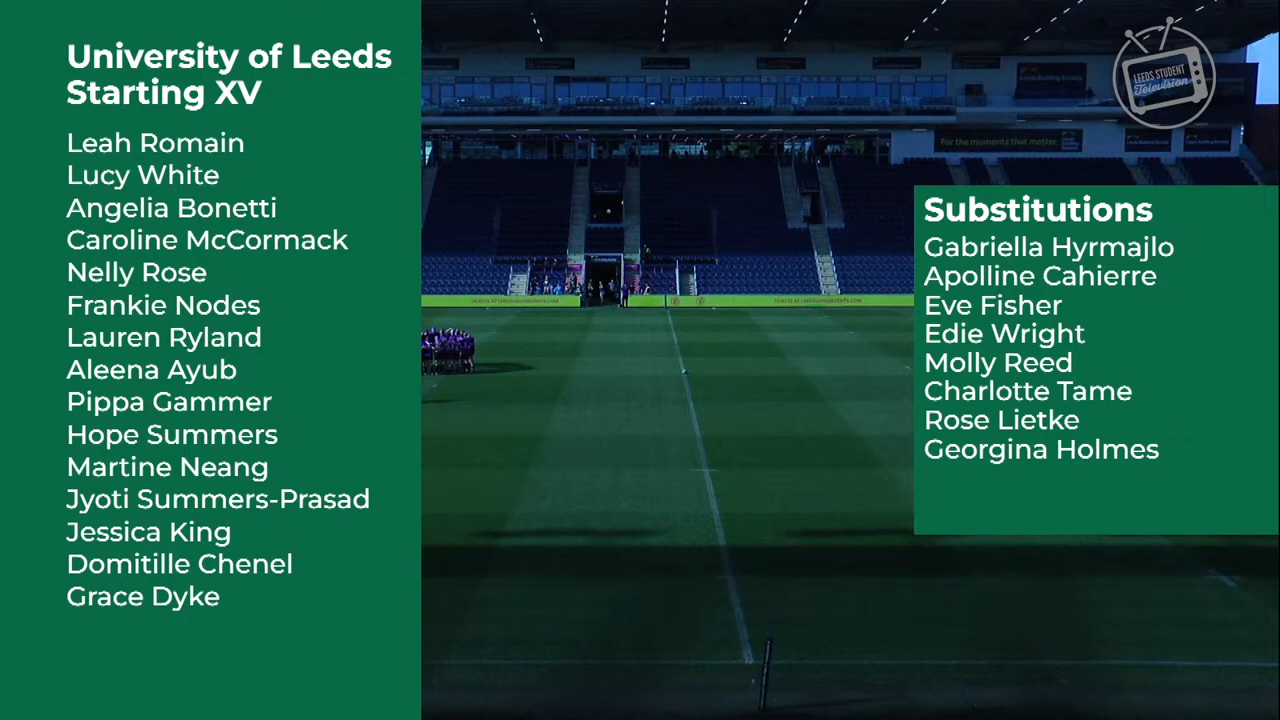 University of Leeds
Starting XV
Leah Romain
Lucy White
Angelia Bonetti
Caroline McCormack
Nelly Rose
Frankie Nodes
Lauren Ryland
Aleena Ayub
Pippa Gammer
Hope Summers
Martine Neang
Jyoti Summers-Prasad
Jessica King
Domitille Chenel
Grace Dyke
LEEDS STUDENT
Television
For the moments that matter.
Substitutions
Gabriella Hyrmajlo
Apolline Cahierre
Eve Fisher
Edie Wright
Molly Reed
Charlotte Tame
Rose Lietke
Georgina Holmes